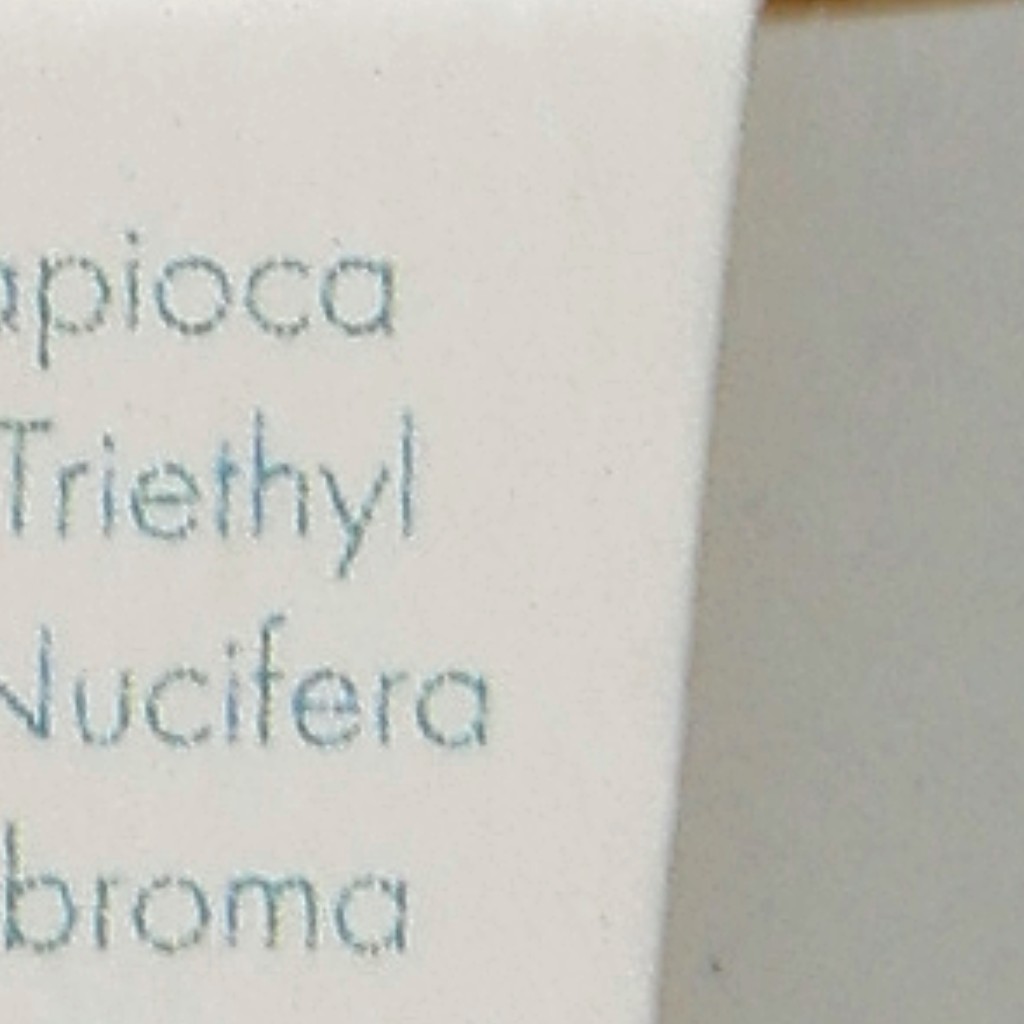 apioca
Triethyl
Nucifera
broma